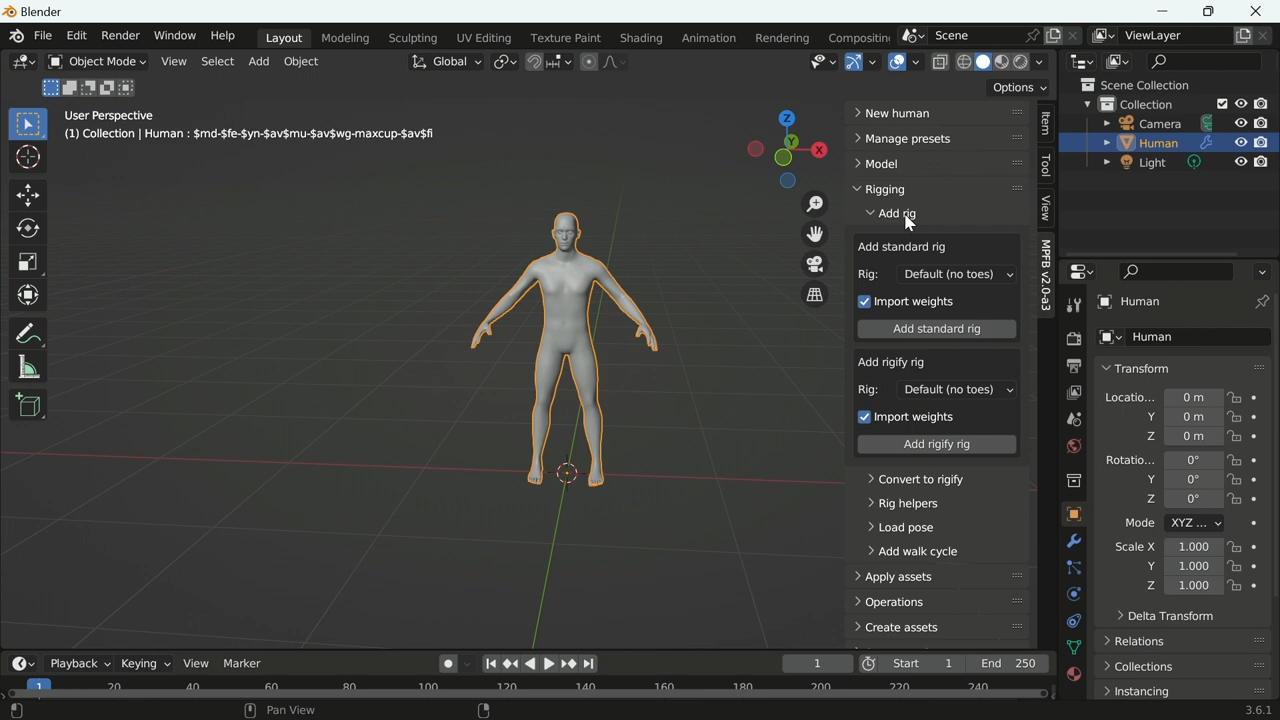 Blender
File Edit Render Window Help Layout Modeling Sculpting UV Editing Texture Paint Shading Animation Rendering Compositin Scene ViewLayer
Object Mode View Select Add Object Global
Options
User Perspective
(1) Collection | Human : $md-$fe-$yn-$av$mu-$av$wg-maxcup-$av$fi
Z
Y
X
New human
Manage presets
Model
Rigging
Add rig
Add standard rig
Rig: Default (no toes)
Import weights
Add standard rig
Add rigify rig
Rig: Default (no toes)
Import weights
Add rigify rig
Convert to rigify
Rig helpers
Load pose
Add walk cycle
Apply assets
Operations
Create assets
Item
Tool
View
MPFB v2.0-a3
Scene Collection
Collection
Camera
Human
Light
Human
Human
Transform
Locatio... 0 m
Y 0 m
Z 0 m
Rotatio... 0°
Y 0°
Z 0°
Mode XYZ ...
Scale X 1.000
Y 1.000
Z 1.000
Delta Transform
Relations
Collections
Instancing
Playback Keying View Marker 1 Start 1 End 250
1 20 40 60 80 100 120 140 160 180 200 220 240
Pan View 3.6.1